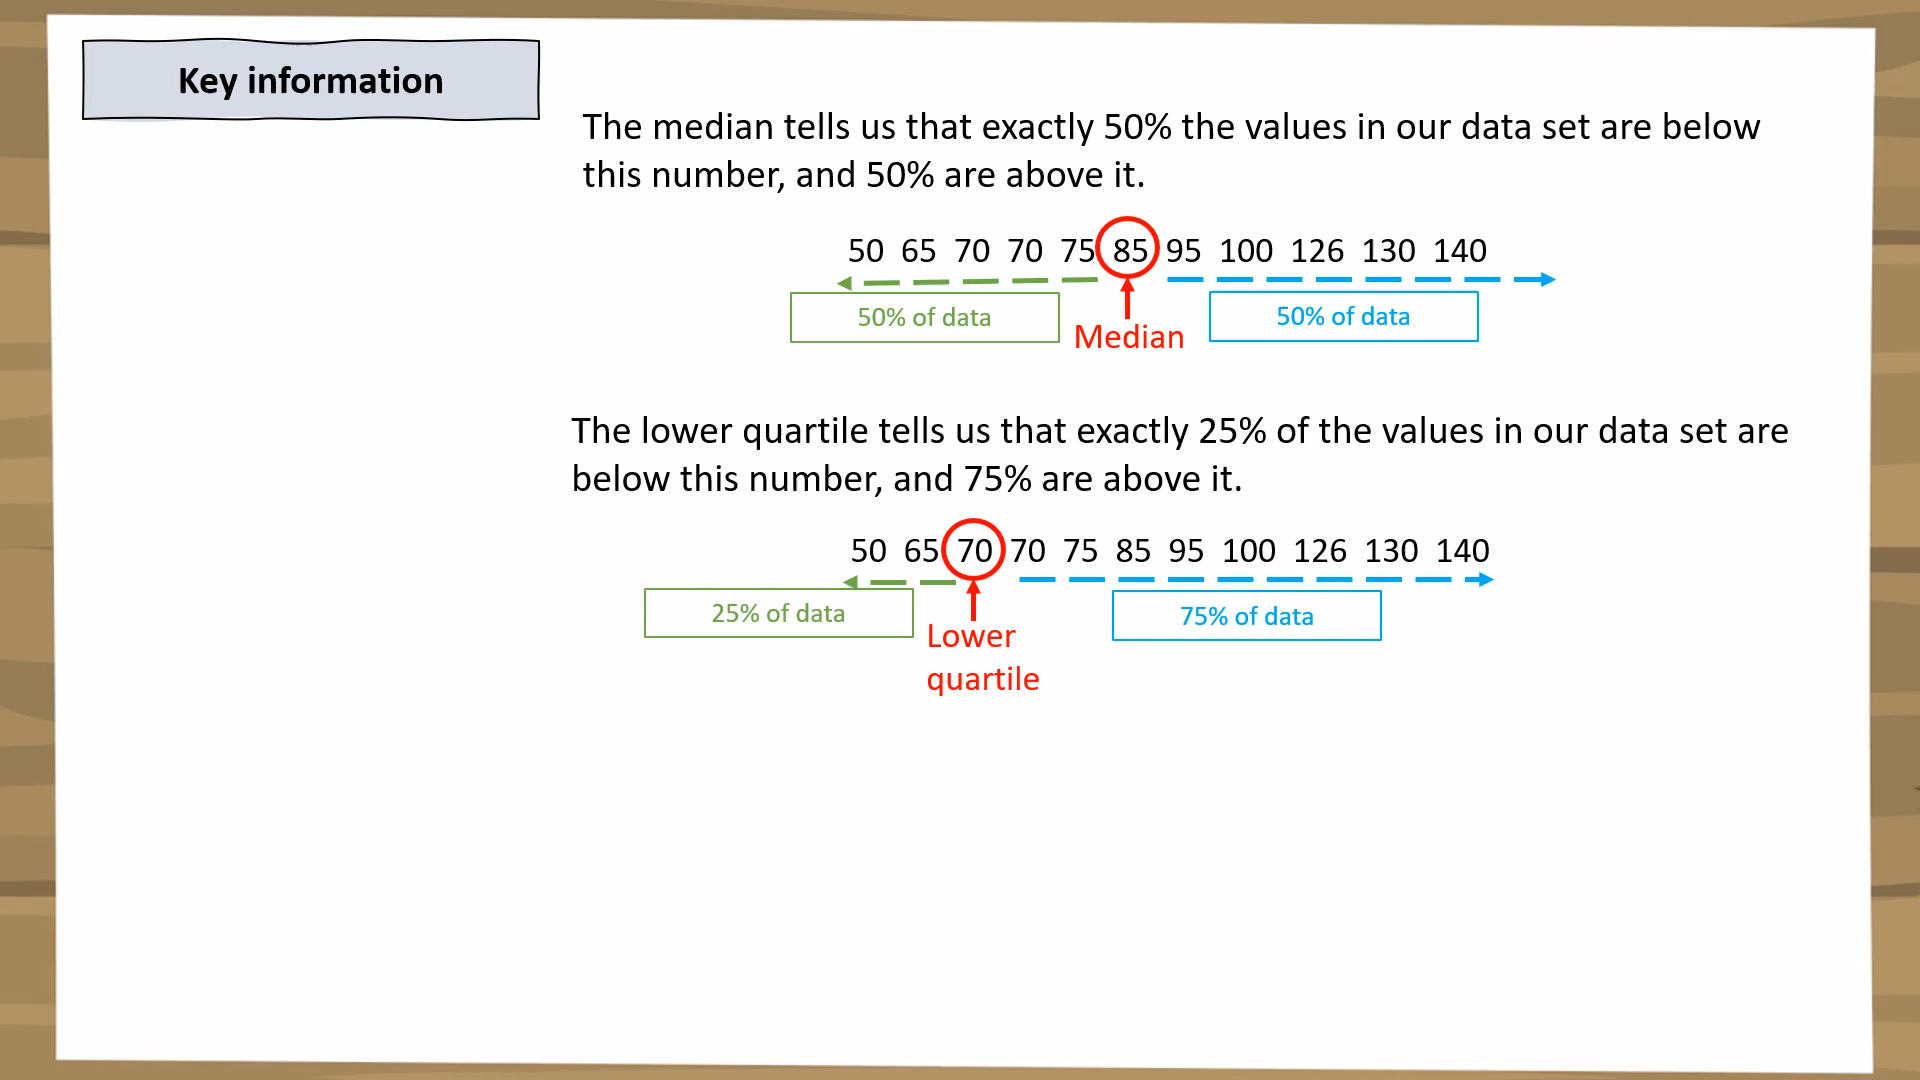 Key information
The median tells us that exactly 50% the values in our data set are below
this number, and 50% are above it.
50 65 70 70 75 85 95 100 126 130 140
50% of data
Median
50% of data
The lower quartile tells us that exactly 25% of the values in our data set are
below this number, and 75% are above it.
50 65 70 70 75 85 95 100 126 130 140
25% of data
Lower
quartile
75% of data